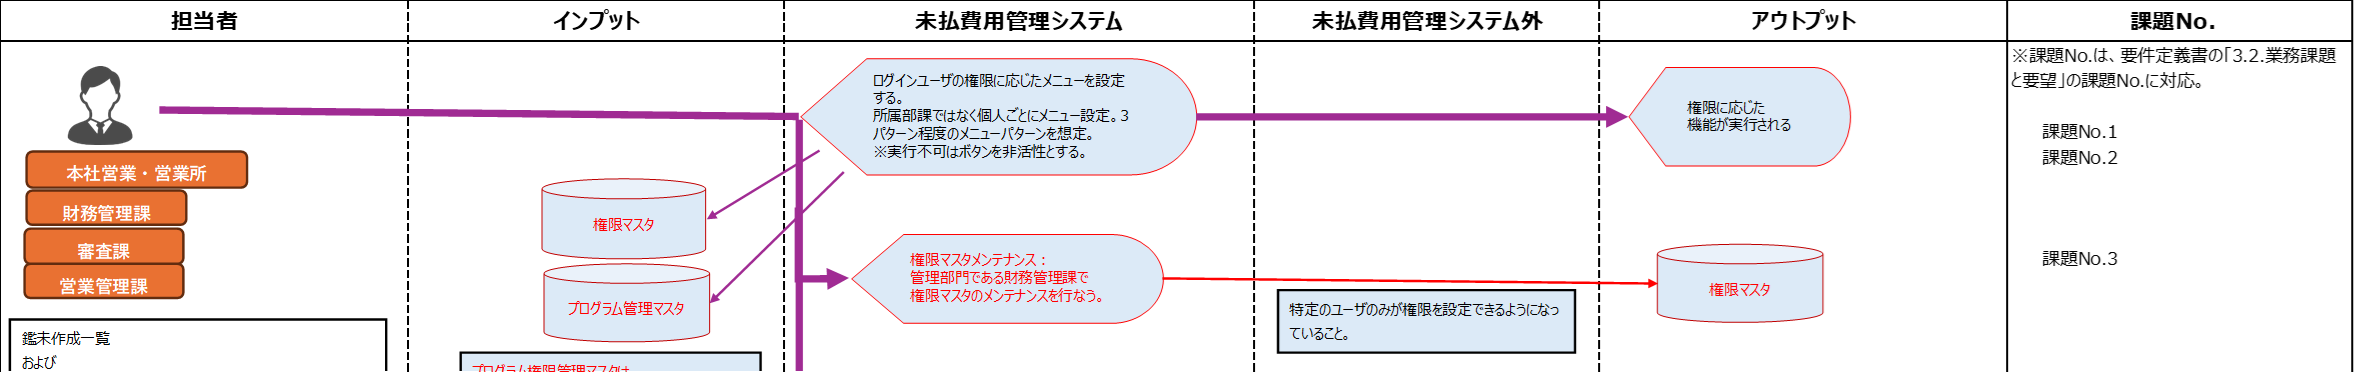 担当者
インプット
未払費用管理システム
未払費用管理システム外
アウトプット
課題No.
本社営業・営業所
財務管理課
審査課
営業管理課
鑑未作成一覧
および
権限マスタ
プログラム管理マスタ
プログラム権限管理マスタは
ログインユーザの権限に応じたメニューを設定
する。
所属部課ではなく個人ごとにメニュー設定。3
パターン程度のメニューパターンを想定。
※実行不可はボタンを非活性とする。
権限マスタメンテナンス：
管理部門である財務管理課で
権限マスタのメンテナンスを行なう。
特定のユーザのみが権限を設定できるようになっ
ていること。
権限に応じた
機能が実行される
権限マスタ
※課題No.は、要件定義書の「3.2.業務課題
と要望」の課題No.に対応。
課題No.1
課題No.2
課題No.3